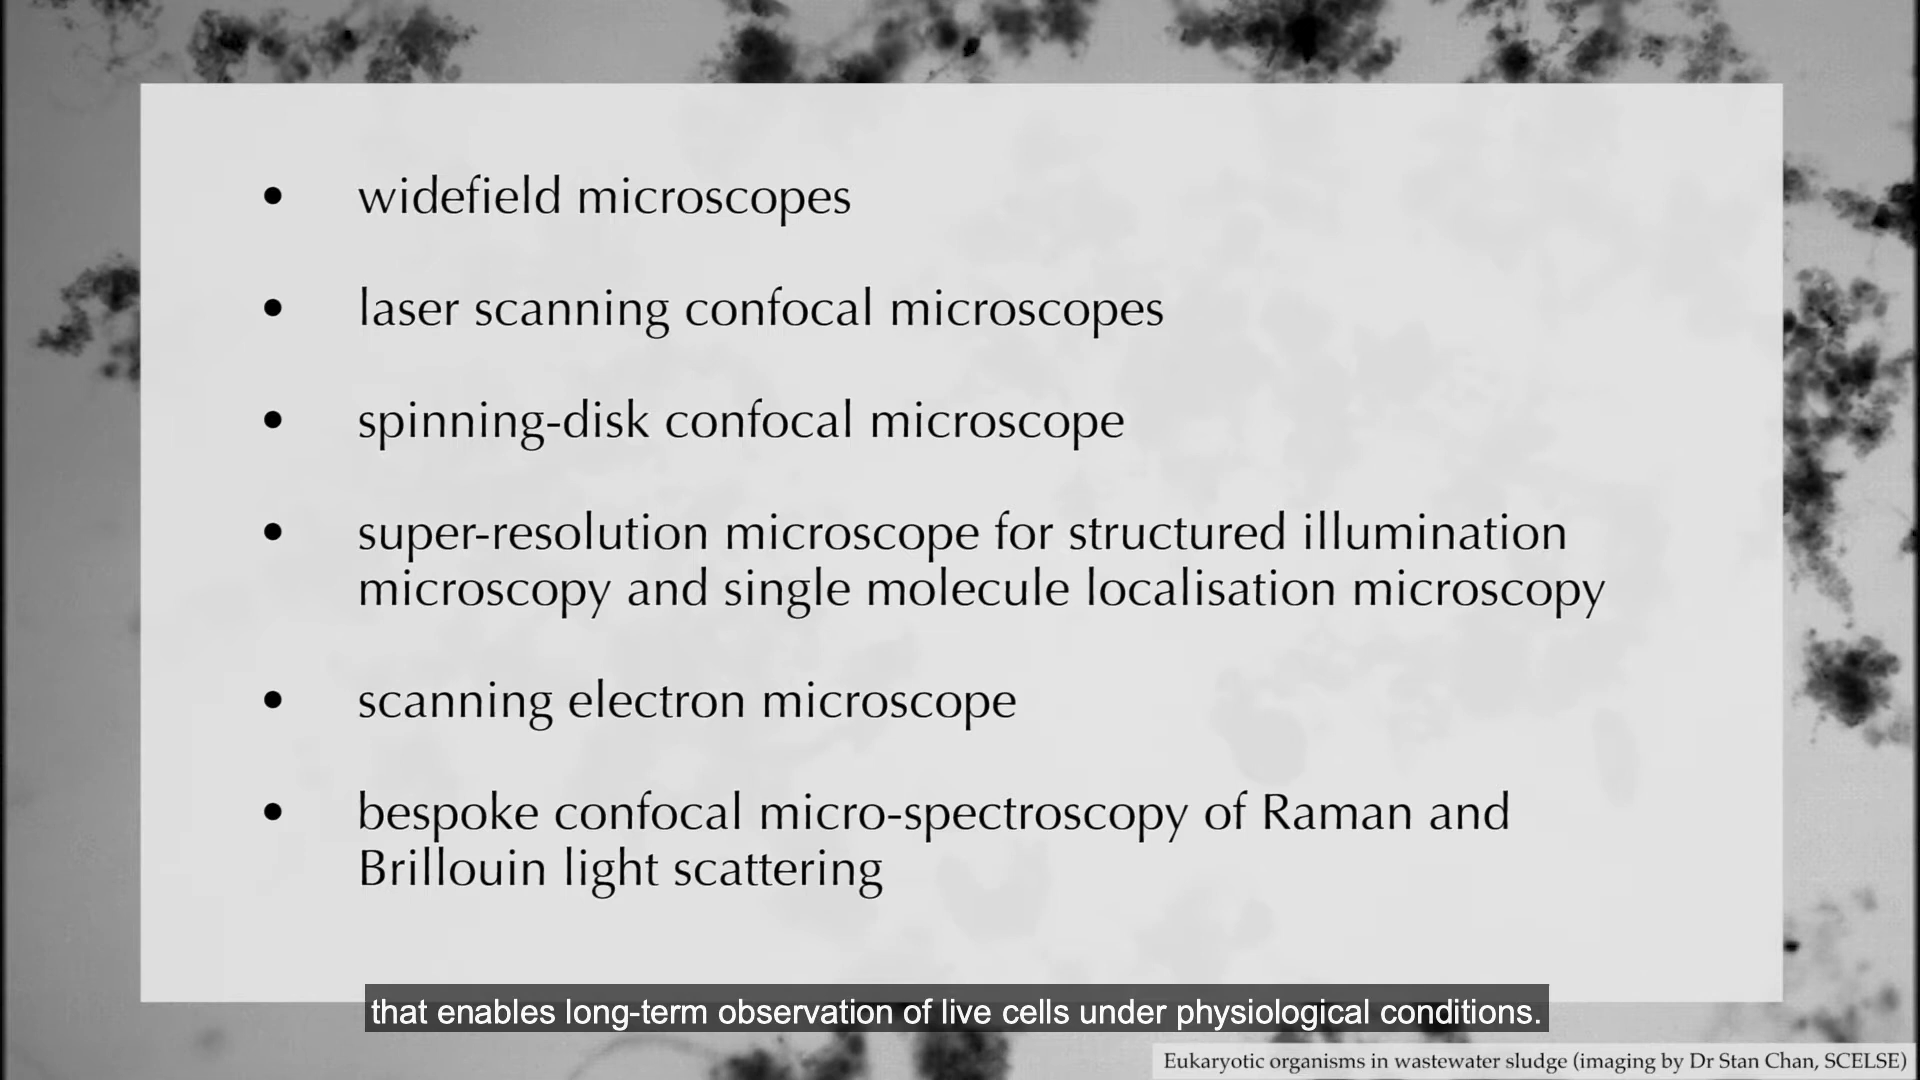 • widefield microscopes
• laser scanning confocal microscopes
• spinning-disk confocal microscope
• super-resolution microscope for structured illumination
microscopy and single molecule localisation microscopy
• scanning electron microscope
• bespoke confocal micro-spectroscopy of Raman and
Brillouin light scattering
that enables long-term observation of live cells under physiological conditions.
Eukaryotic organisms in wastewater sludge (imaging by Dr Stan Chan, SCELSE)